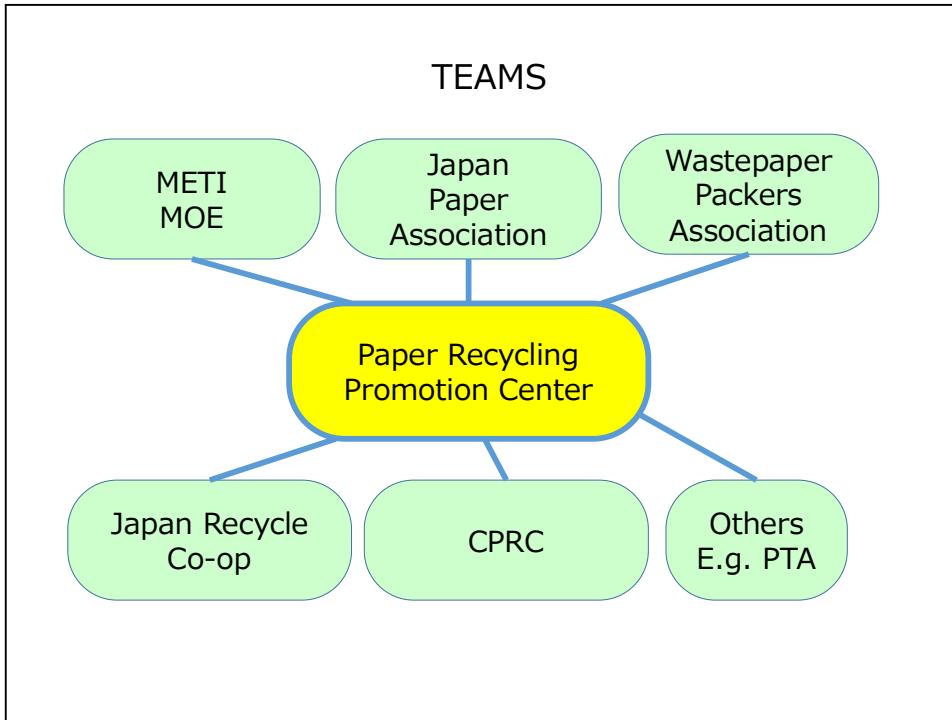 TEAMS
METI
MOE
Japan
Paper
Association
Wastepaper
Packers
Association
Paper Recycling
Promotion Center
Japan Recycle
Co-op
CPRC
Others
E.g. PTA